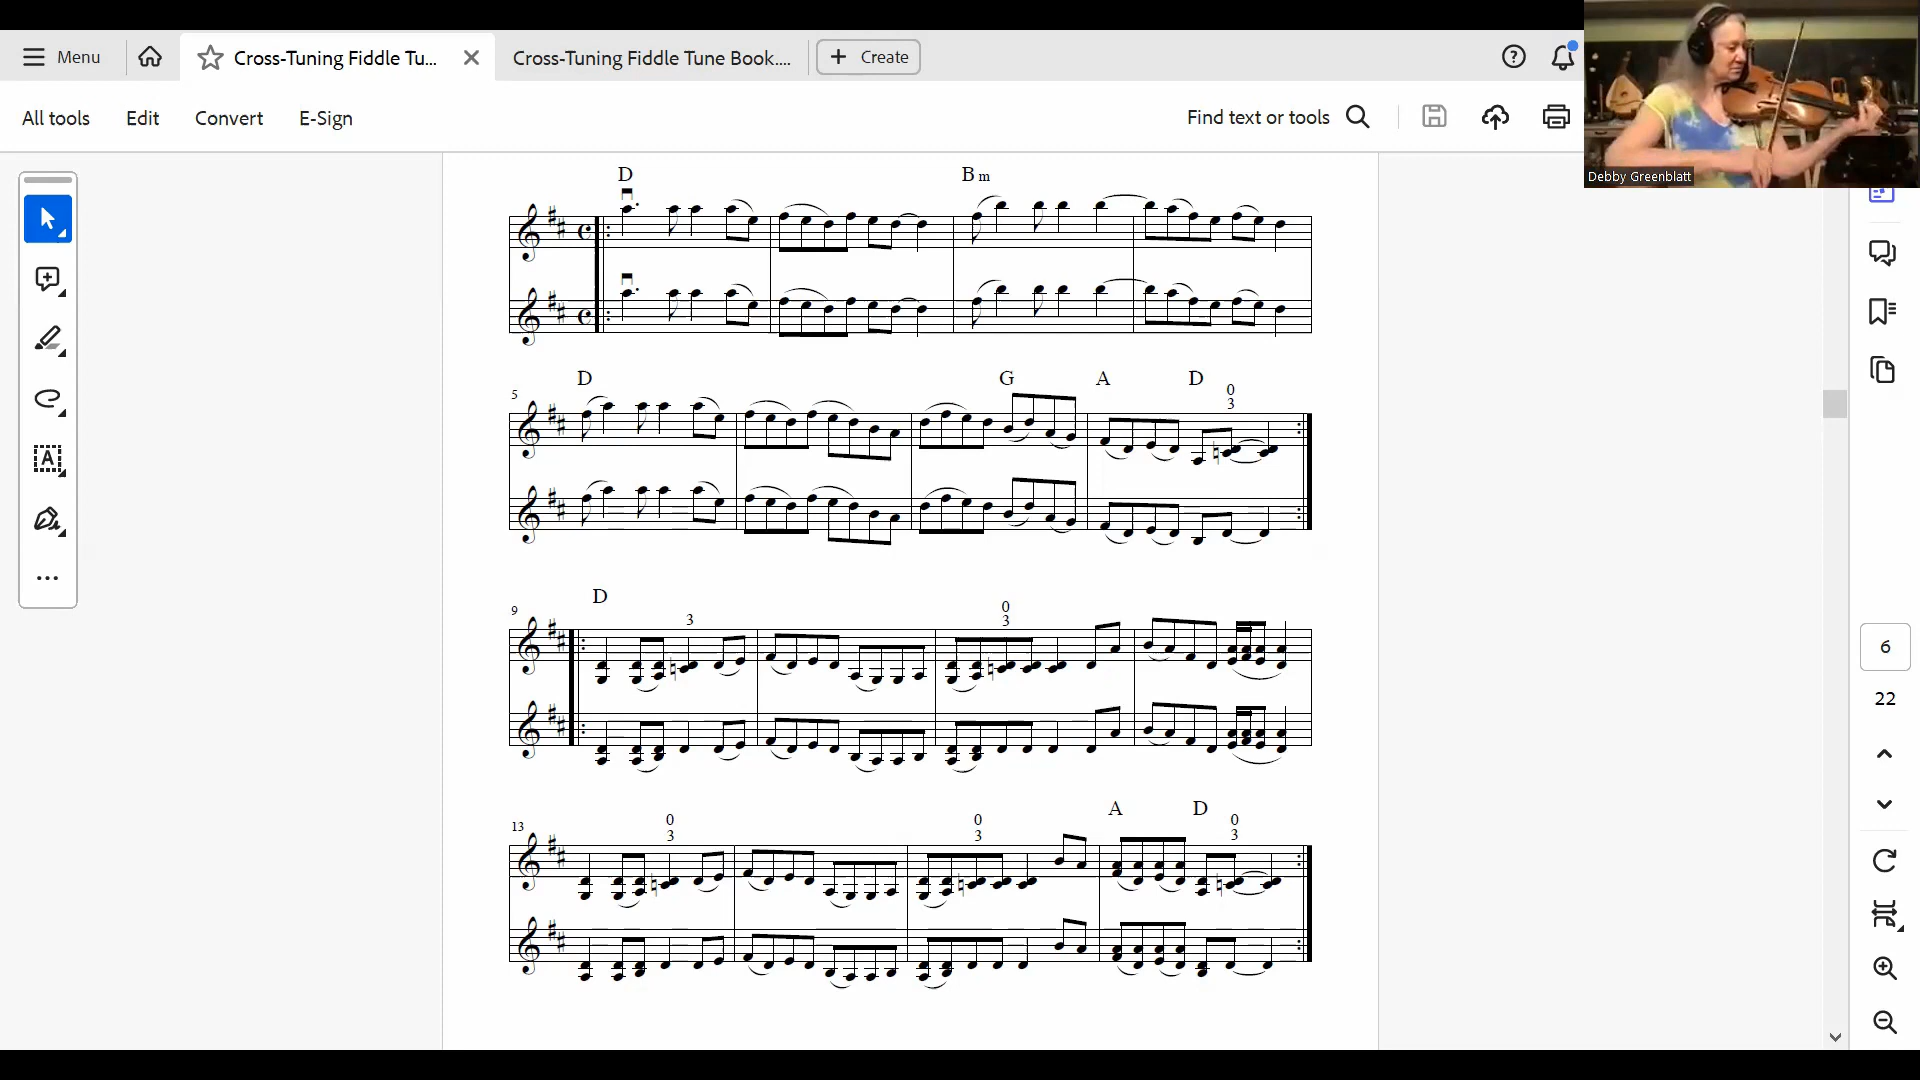 Menu
Cross-Tuning Fiddle Tu...
Cross-Tuning Fiddle Tune Book....
Create
All tools
Edit
Convert
E-Sign
Find text or tools
Debby Greenblatt
D
B m
5
D
G
A
D
0
3
9
D
3
0
3
13
0
3
0
3
A
D
0
3
6
22